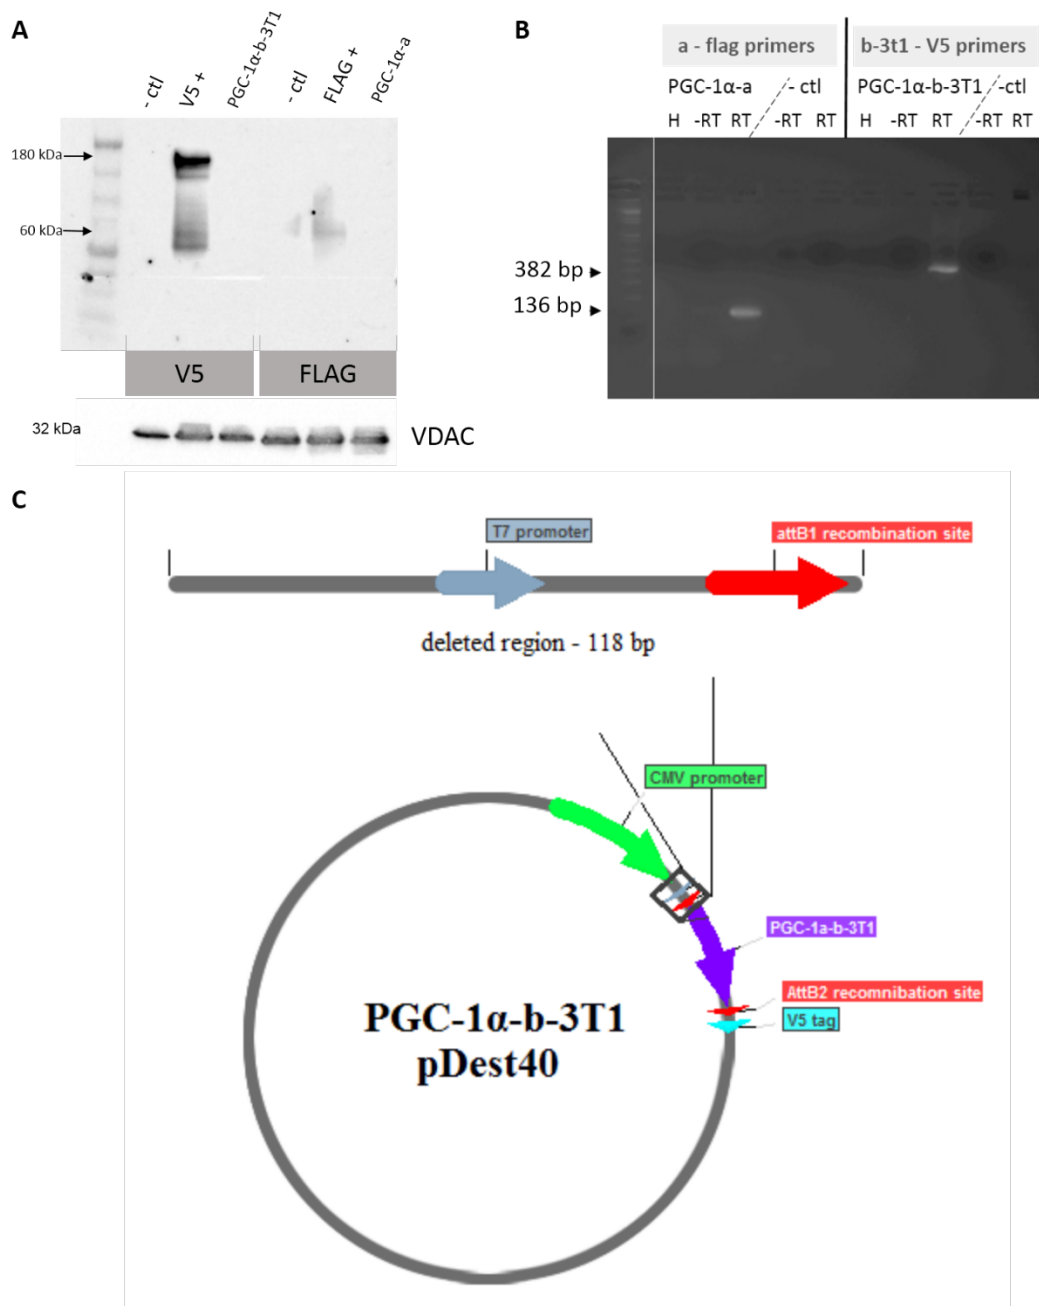 A
- ctl
V5 +
PGC-1α-b-3T1
- ctl
FLAG +
PGC-1α-a
180 kDa
60 kDa
V5
FLAG
32 kDa
VDAC
B
a - flag primers
b-3t1 - V5 primers
PGC-1α-a
- ctl
PGC-1α-b-3T1
-ctl
H -RT RT -RT RT H -RT RT -RT RT
382 bp
136 bp
C
T7 promoter
attB1 recombination site
deleted region - 118 bp
CMV promoter
PGC-1a-b-3T1
AttB2 recomnibation site
V5 tag
PGC-1α-b-3T1
pDest40